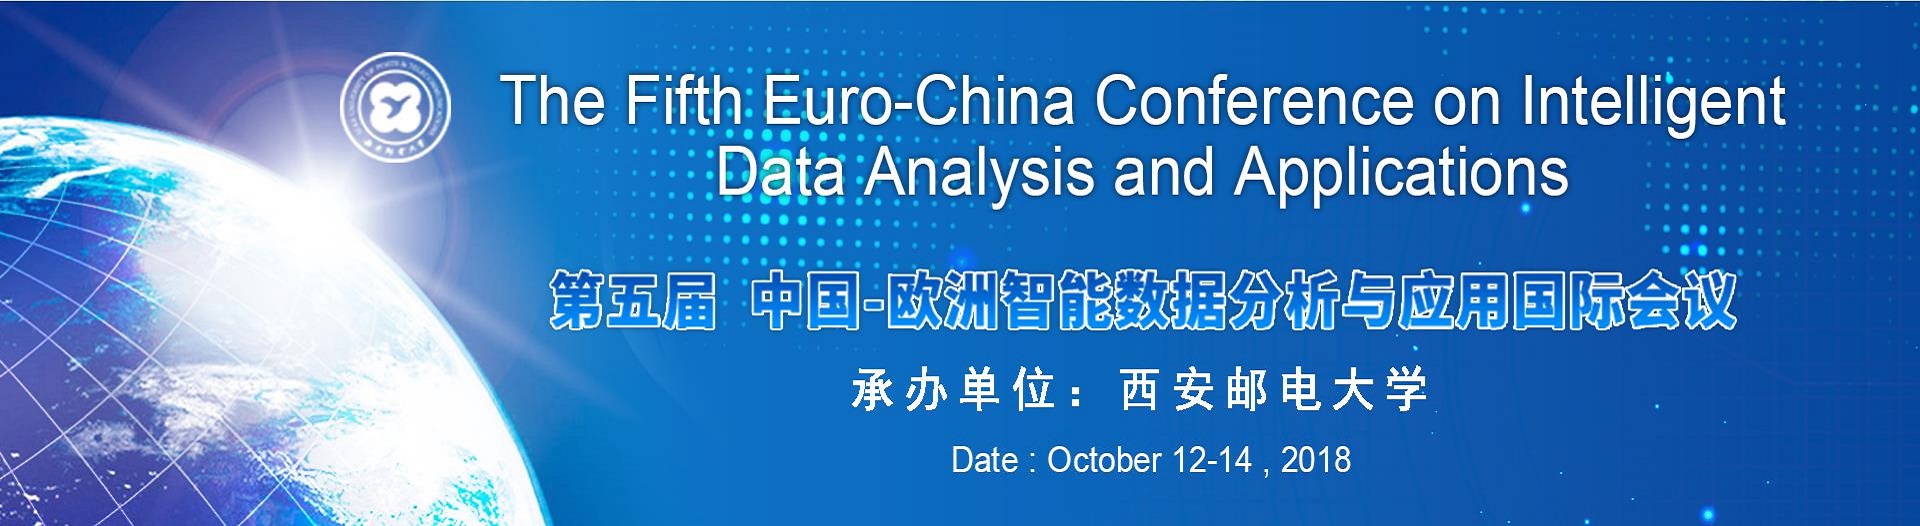 The Fifth Euro-China Conference on Intelligent
Data Analysis and Applications
第五届 中国-欧洲智能数据分析与应用国际会议
承办单位：西安邮电大学
Date : October 12-14 , 2018